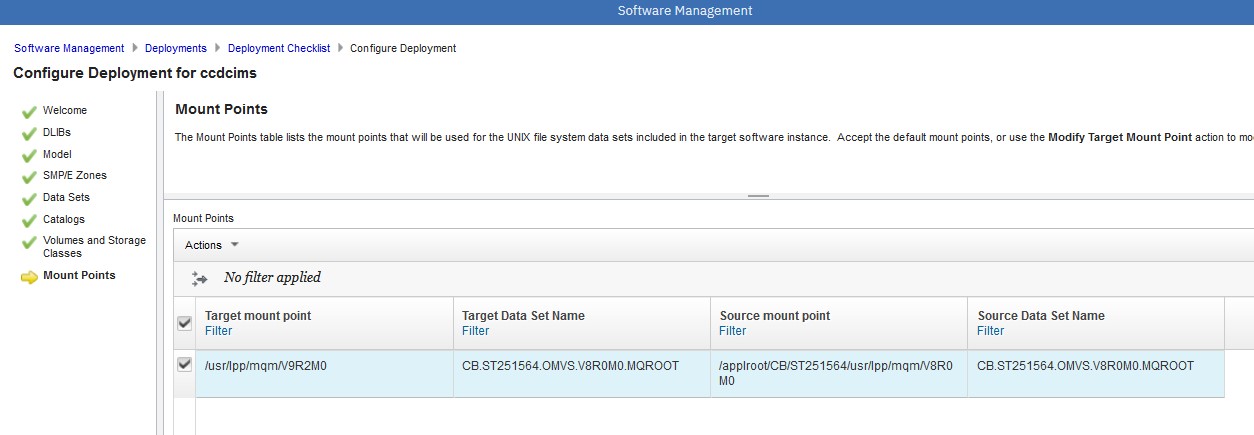 Software Management
Software Management Deployments Deployment Checklist Configure Deployment
Configure Deployment for ccdcims
Welcome
DLIBs
Model
SMP/E Zones
Data Sets
Catalogs
Volumes and Storage
Classes
Mount Points
Mount Points
The Mount Points table lists the mount points that will be used for the UNIX file system data sets included in the target software instance. Accept the default mount points, or use the Modify Target Mount Point action to mo
Mount Points
Actions
No filter applied
Target mount point Target Data Set Name Source mount point Source Data Set Name
Filter Filter Filter Filter
/usr/lpp/mqm/V9R2M0 CB.ST251564.OMVS.V8R0M0.MQROOT /applroot/CB/ST251564/usr/lpp/mqm/V8R0 CB.ST251564.OMVS.V8R0M0.MQROOT
M0